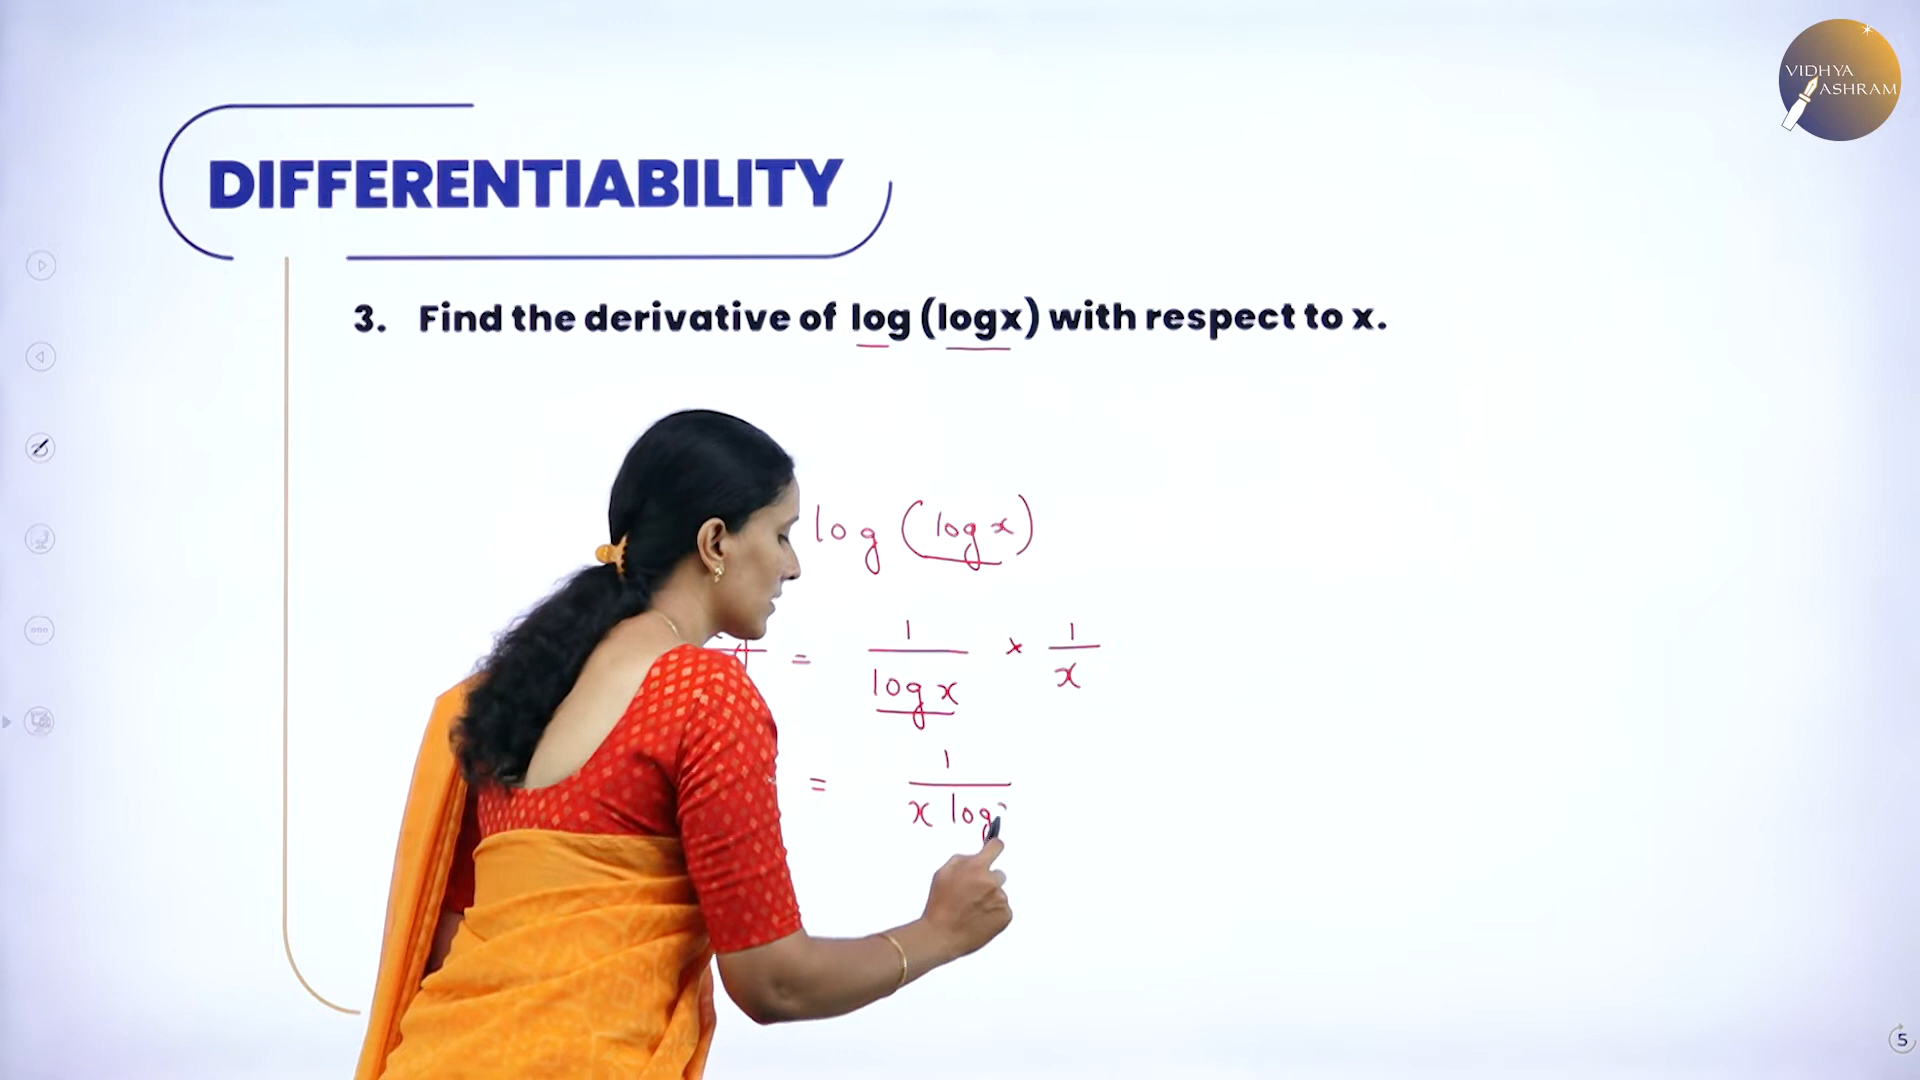 VIDHYA
ASHRAM
DIFFERENTIABILITY
3. Find the derivative of log (logx) with respect to x.
log (log x)
= 1/log x × 1/x
= 1/x log
5